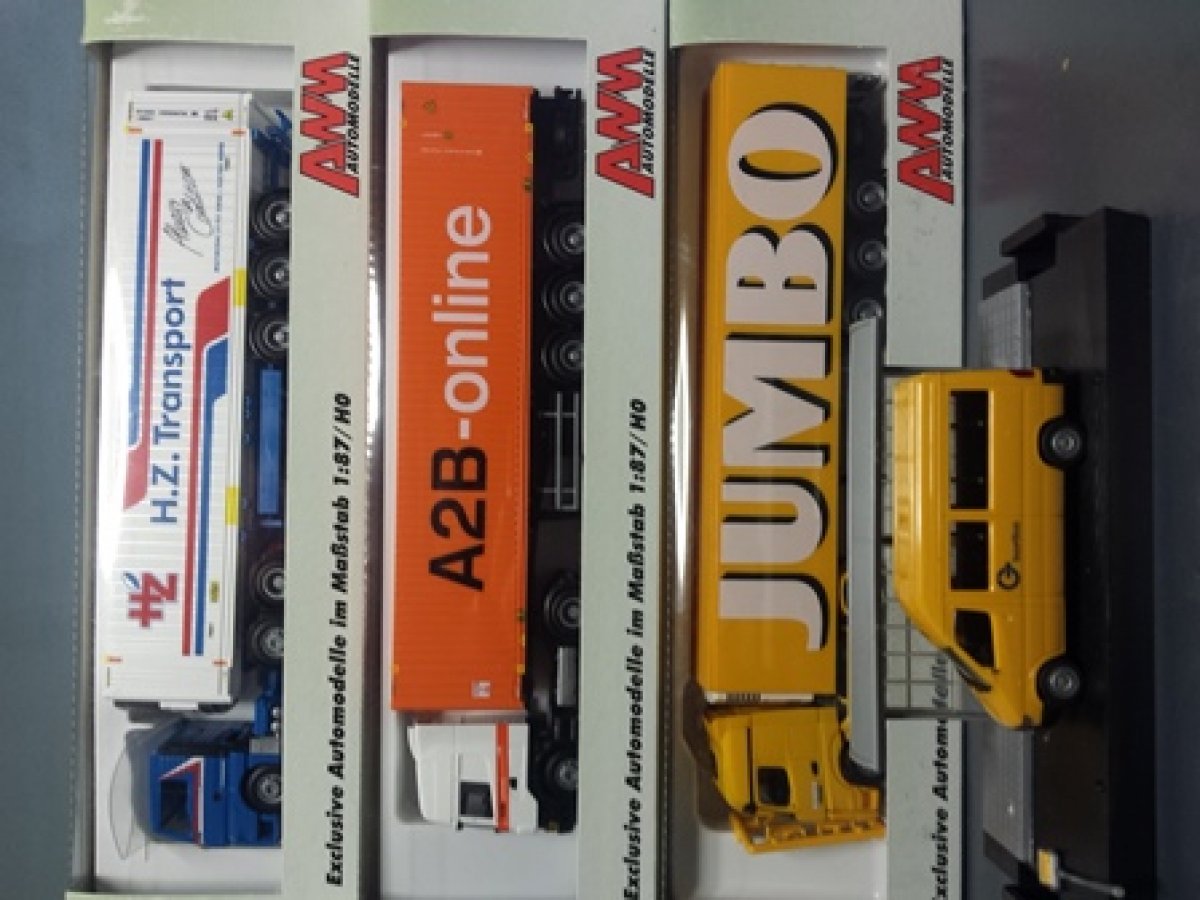 HZ
H.Z. Transport
AWM
AUTOMODELLE
Exclusive Automodelle im Maßstab 1:87/H0
A2B-online
AWM
AUTOMODELLE
Exclusive Automodelle im Maßstab 1:87/H0
JUMBO
AWM
AUTOMODELLE
Exclusive Automodelle